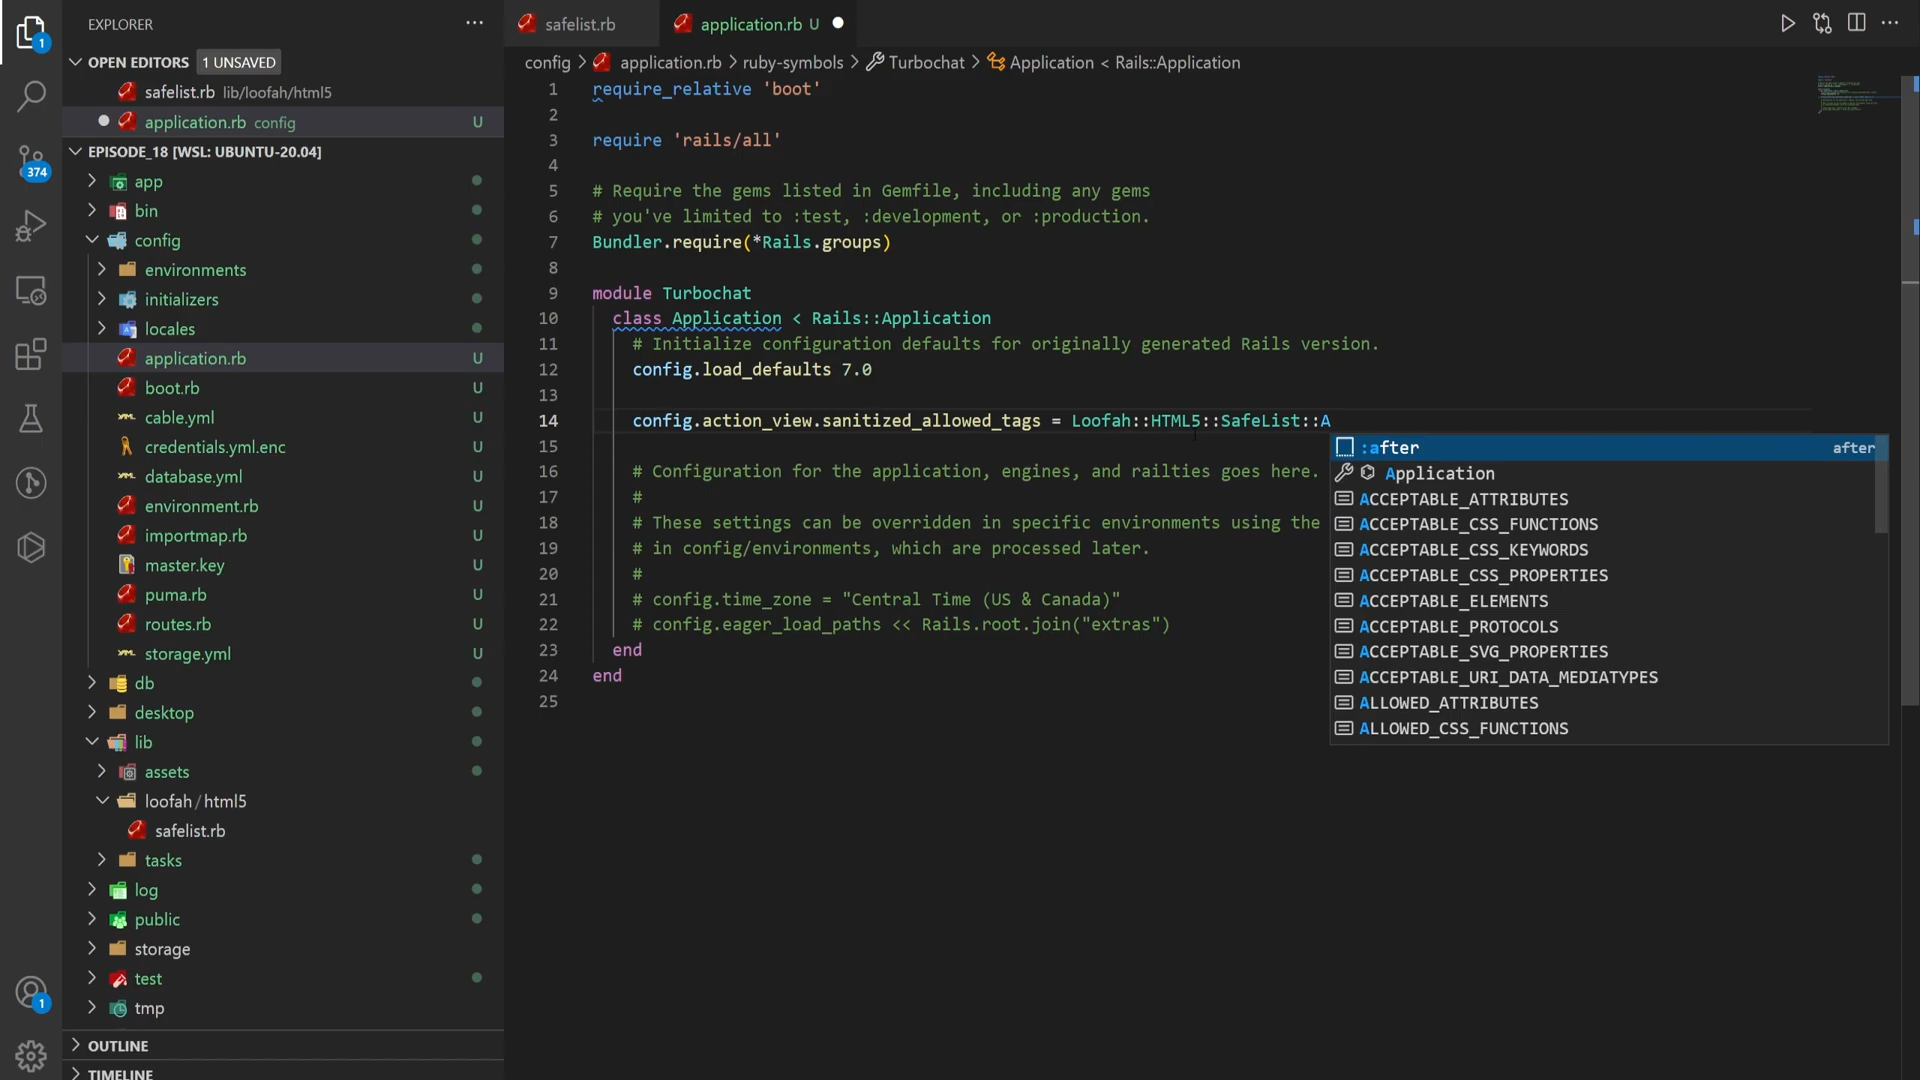 EXPLORER
OPEN EDITORS 1 UNSAVED
safelist.rb lib/loofah/html5
application.rb config U
EPISODE_18 [WSL: UBUNTU-20.04]
app
bin
config
environments
initializers
locales
application.rb U
boot.rb U
cable.yml U
credentials.yml.enc U
database.yml U
environment.rb U
importmap.rb U
master.key U
puma.rb U
routes.rb U
storage.yml U
db
desktop
lib
assets
loofah/html5
safelist.rb
tasks
log
public
storage
test
tmp
OUTLINE
TIMELINE
1
374
1
safelist.rb
application.rb U
config > application.rb > ruby-symbols > Turbochat > Application < Rails::Application
1 require_relative 'boot'
2
3 require 'rails/all'
4
5 # Require the gems listed in Gemfile, including any gems
6 # you've limited to :test, :development, or :production.
7 Bundler.require(*Rails.groups)
8
9 module Turbochat
10 class Application < Rails::Application
11 # Initialize configuration defaults for originally generated Rails version.
12 config.load_defaults 7.0
13
14 config.action_view.sanitized_allowed_tags = Loofah::HTML5::SafeList::A
15
16 # Configuration for the application, engines, and railties goes here.
17 #
18 # These settings can be overridden in specific environments using the
19 # in config/environments, which are processed later.
20 #
21 # config.time_zone = "Central Time (US & Canada)"
22 # config.eager_load_paths << Rails.root.join("extras")
23 end
24 end
25
:after after
Application
ACCEPTABLE_ATTRIBUTES
ACCEPTABLE_CSS_FUNCTIONS
ACCEPTABLE_CSS_KEYWORDS
ACCEPTABLE_CSS_PROPERTIES
ACCEPTABLE_ELEMENTS
ACCEPTABLE_PROTOCOLS
ACCEPTABLE_SVG_PROPERTIES
ACCEPTABLE_URI_DATA_MEDIATYPES
ALLOWED_ATTRIBUTES
ALLOWED_CSS_FUNCTIONS